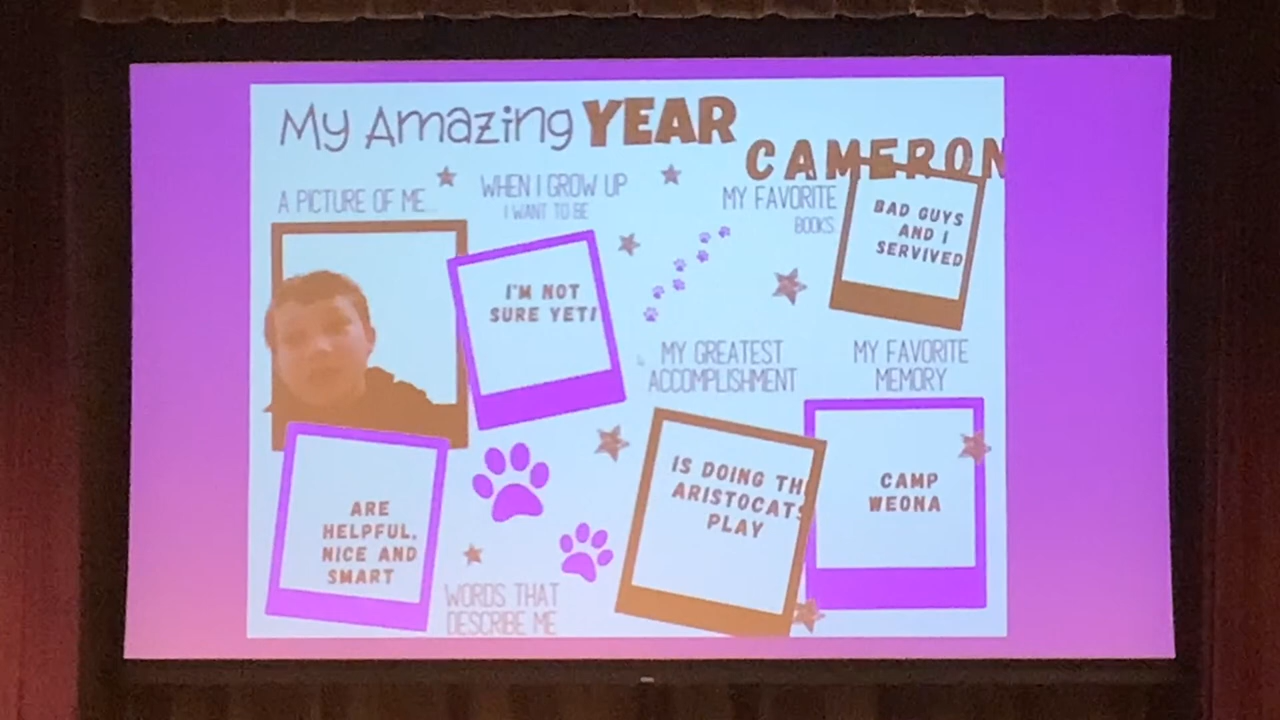 My Amazing YEAR
CAMERON
A PICTURE OF ME...
WHEN I GROW UP
I WANT TO BE
I'M NOT
SURE YET!
MY FAVORITE
BOOKS
BAD GUYS
AND I
SERVIVED
MY GREATEST
ACCOMPLISHMENT
IS DOING TH
ARISTOCATS
PLAY
MY FAVORITE
MEMORY
CAMP
WEONA
ARE
HELPFUL,
NICE AND
SMART
WORDS THAT
DESCRIBE ME